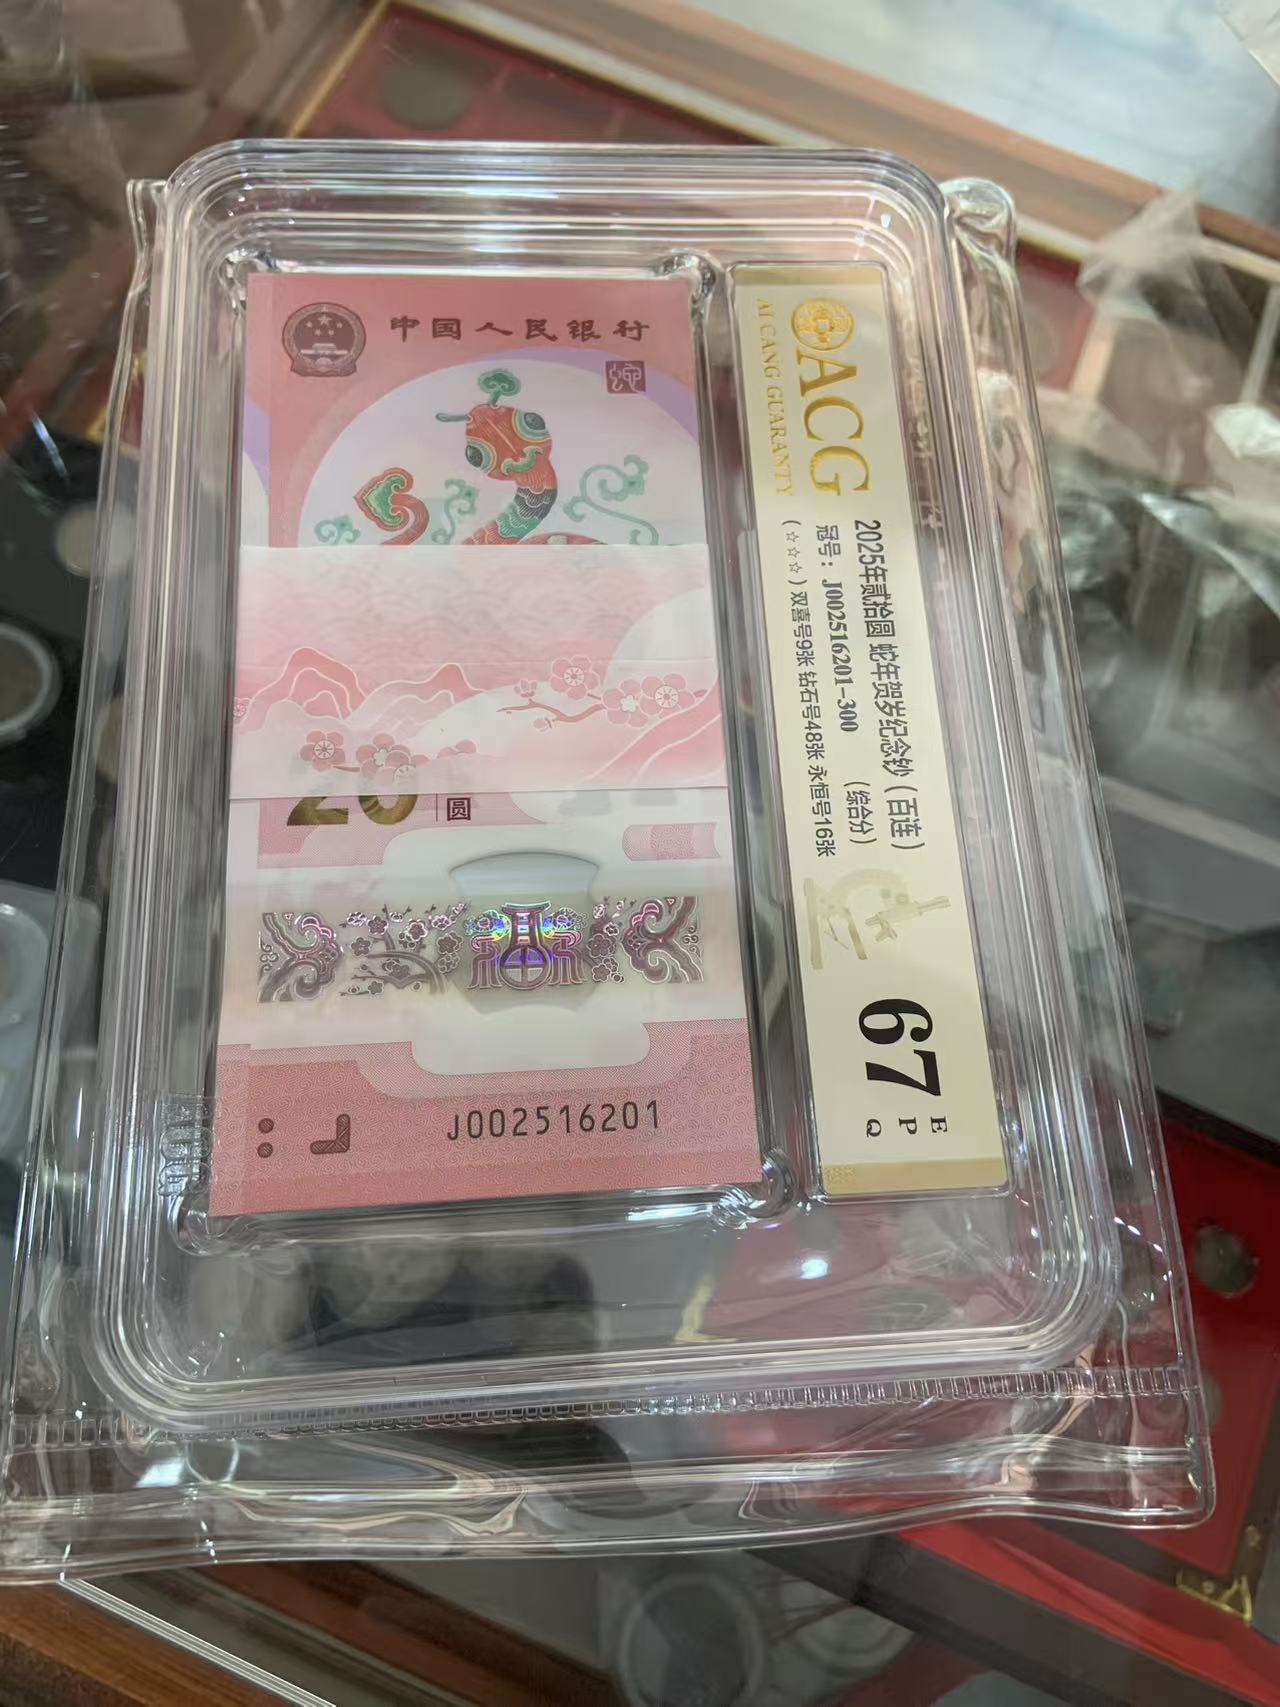 中国人民银行
20
圆
J002516201
ACG
AI CANG GUARANTY
2025年贰拾圆 蛇年贺岁纪念钞（百连）
冠号：J002516201-300 （综合分）
（☆☆☆）双喜号9张 钻石号48张 永恒号16张
67
E
P
Q